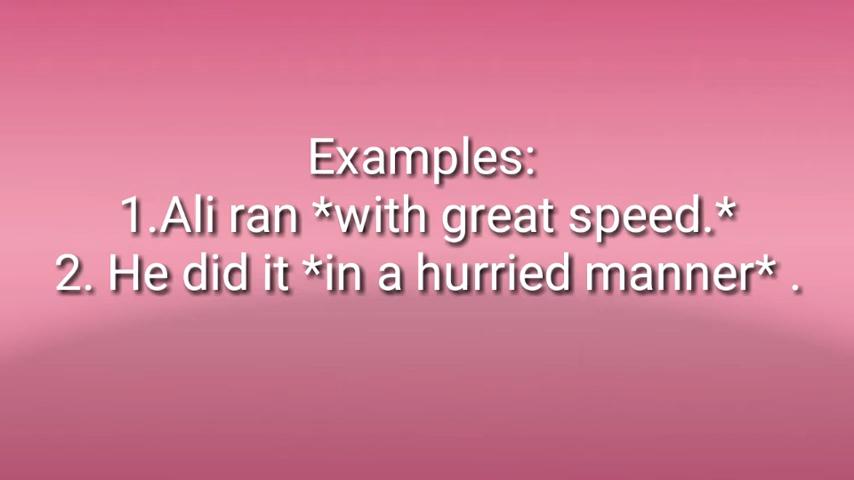 Examples:
1.Ali ran *with great speed.*
2. He did it *in a hurried manner* .